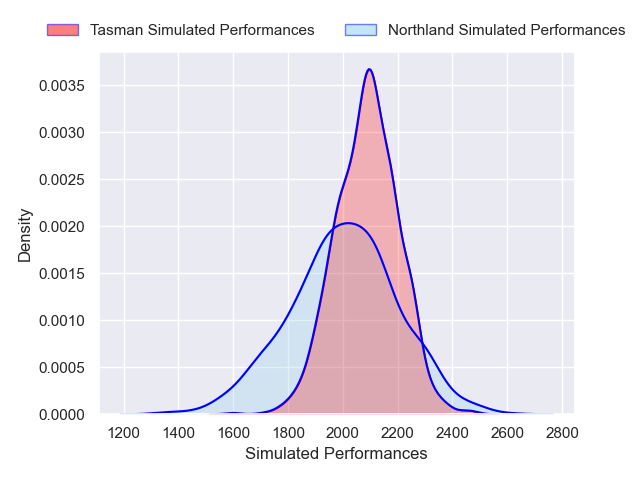 Tasman Simulated Performances
Northland Simulated Performances
0.0035
0.0030
0.0025
0.0020
0.0015
0.0010
0.0005
0.0000
Density
1200 1400 1600 1800 2000 2200 2400 2600 2800
Simulated Performances